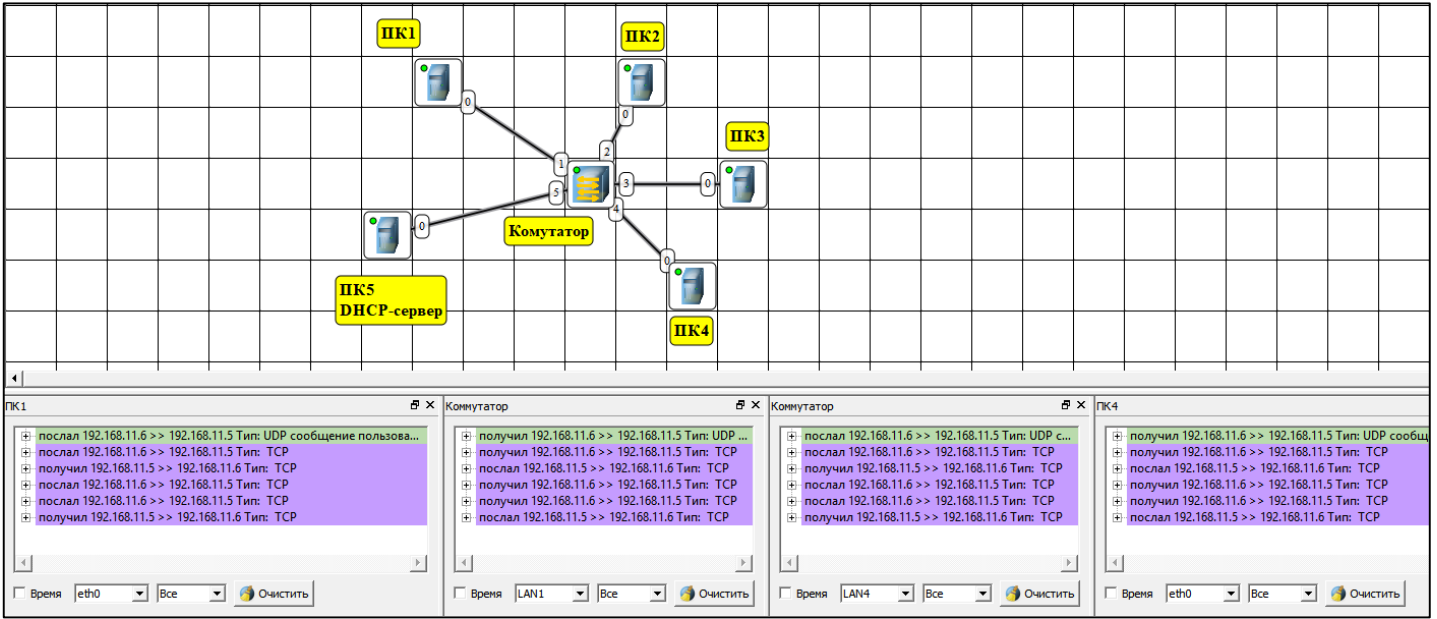 ПК1
ПК2
0
0
ПК3
2
1
3
0
5
4
0
Комутатор
0
ПК5
DHCP-сервер
ПК4
ПК1
послал 192.168.11.6 >> 192.168.11.5 Тип: UDP сообщение пользова...
послал 192.168.11.6 >> 192.168.11.5 Тип: TCP
получил 192.168.11.5 >> 192.168.11.6 Тип: TCP
послал 192.168.11.6 >> 192.168.11.5 Тип: TCP
послал 192.168.11.6 >> 192.168.11.5 Тип: TCP
получил 192.168.11.5 >> 192.168.11.6 Тип: TCP
Время eth0 Все Очистить
Коммутатор
получил 192.168.11.6 >> 192.168.11.5 Тип: UDP ...
получил 192.168.11.6 >> 192.168.11.5 Тип: TCP
послал 192.168.11.5 >> 192.168.11.6 Тип: TCP
получил 192.168.11.6 >> 192.168.11.5 Тип: TCP
получил 192.168.11.6 >> 192.168.11.5 Тип: TCP
послал 192.168.11.5 >> 192.168.11.6 Тип: TCP
Время LAN1 Все Очистить
Коммутатор
послал 192.168.11.6 >> 192.168.11.5 Тип: UDP с...
послал 192.168.11.6 >> 192.168.11.5 Тип: TCP
получил 192.168.11.5 >> 192.168.11.6 Тип: TCP
послал 192.168.11.6 >> 192.168.11.5 Тип: TCP
послал 192.168.11.6 >> 192.168.11.5 Тип: TCP
получил 192.168.11.5 >> 192.168.11.6 Тип: TCP
Время LAN4 Все Очистить
ПК4
получил 192.168.11.6 >> 192.168.11.5 Тип: UDP сообщ
получил 192.168.11.6 >> 192.168.11.5 Тип: TCP
послал 192.168.11.5 >> 192.168.11.6 Тип: TCP
получил 192.168.11.6 >> 192.168.11.5 Тип: TCP
получил 192.168.11.6 >> 192.168.11.5 Тип: TCP
послал 192.168.11.5 >> 192.168.11.6 Тип: TCP
Время eth0 Все Очистить